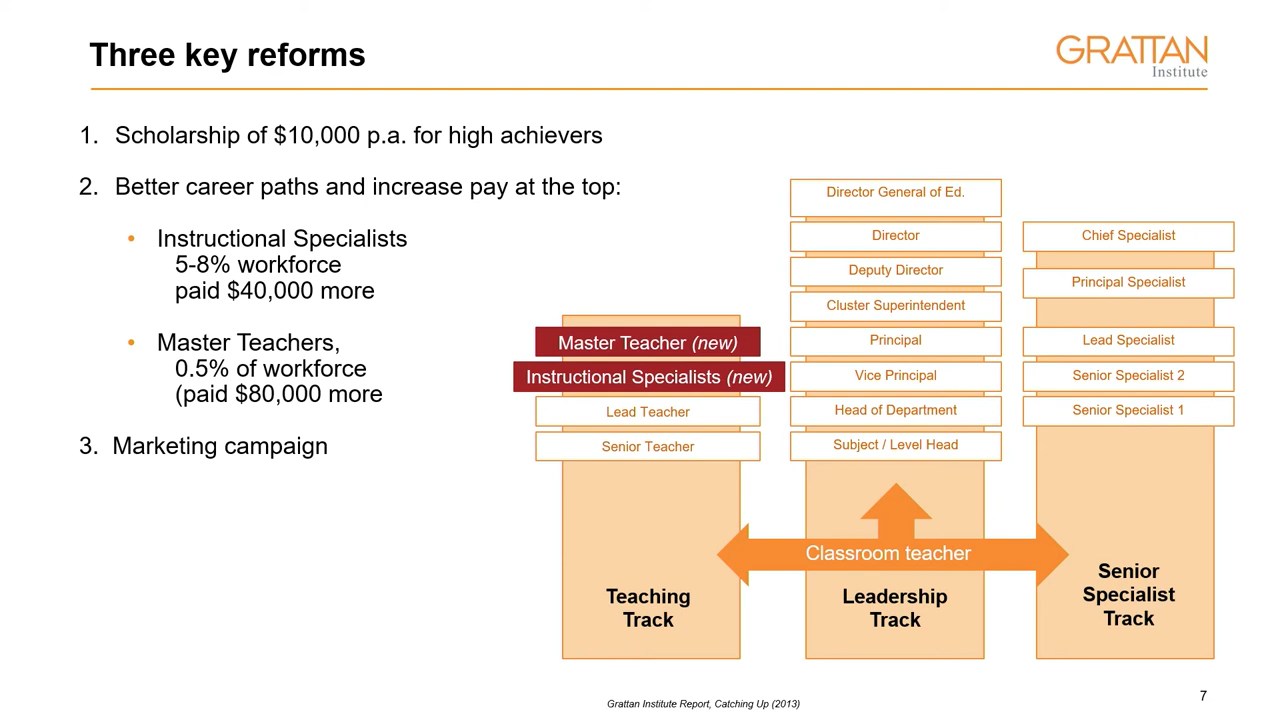 Three key reforms
GRATTAN
Institute
1. Scholarship of $10,000 p.a. for high achievers
2. Better career paths and increase pay at the top:
• Instructional Specialists
5-8% workforce
paid $40,000 more
• Master Teachers,
0.5% of workforce
(paid $80,000 more
3. Marketing campaign
Master Teacher (new)
Instructional Specialists (new)
Lead Teacher
Senior Teacher
Teaching
Track
Director General of Ed.
Director
Deputy Director
Cluster Superintendent
Principal
Vice Principal
Head of Department
Subject / Level Head
Classroom teacher
Leadership
Track
Chief Specialist
Principal Specialist
Lead Specialist
Senior Specialist 2
Senior Specialist 1
Senior
Specialist
Track
Grattan Institute Report, Catching Up (2013)
7